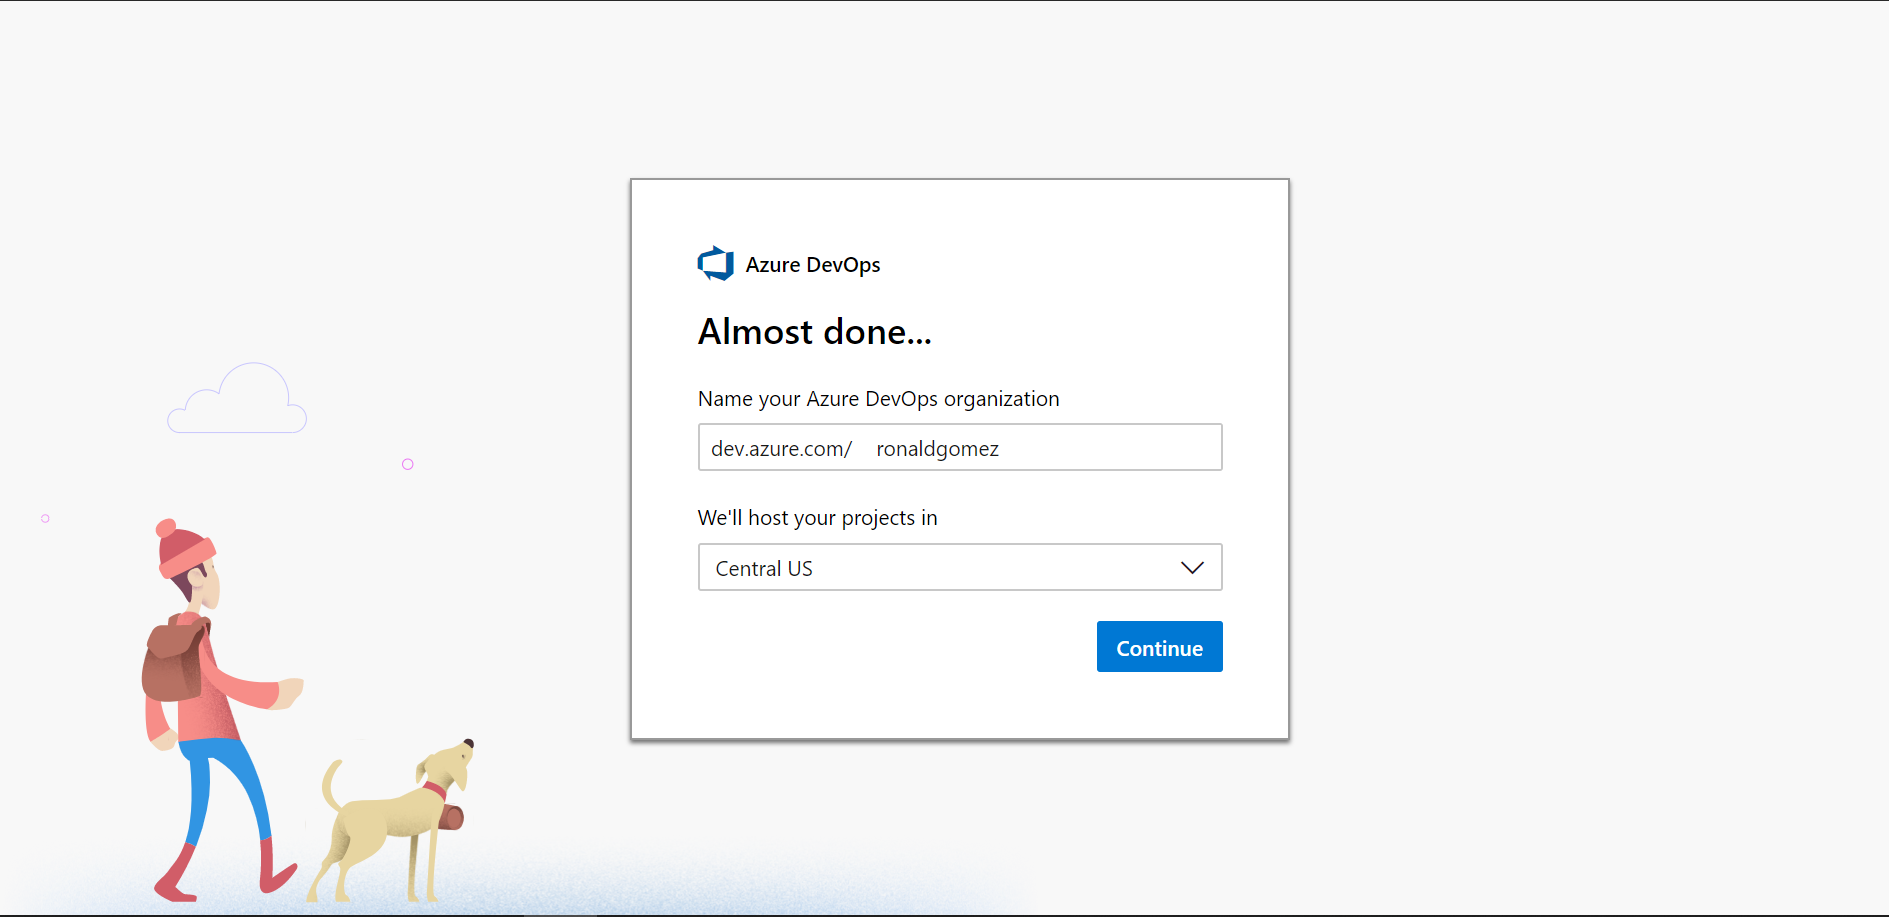 Azure DevOps
Almost done...
Name your Azure DevOps organization
dev.azure.com/ ronaldgomez
We'll host your projects in
Central US
Continue